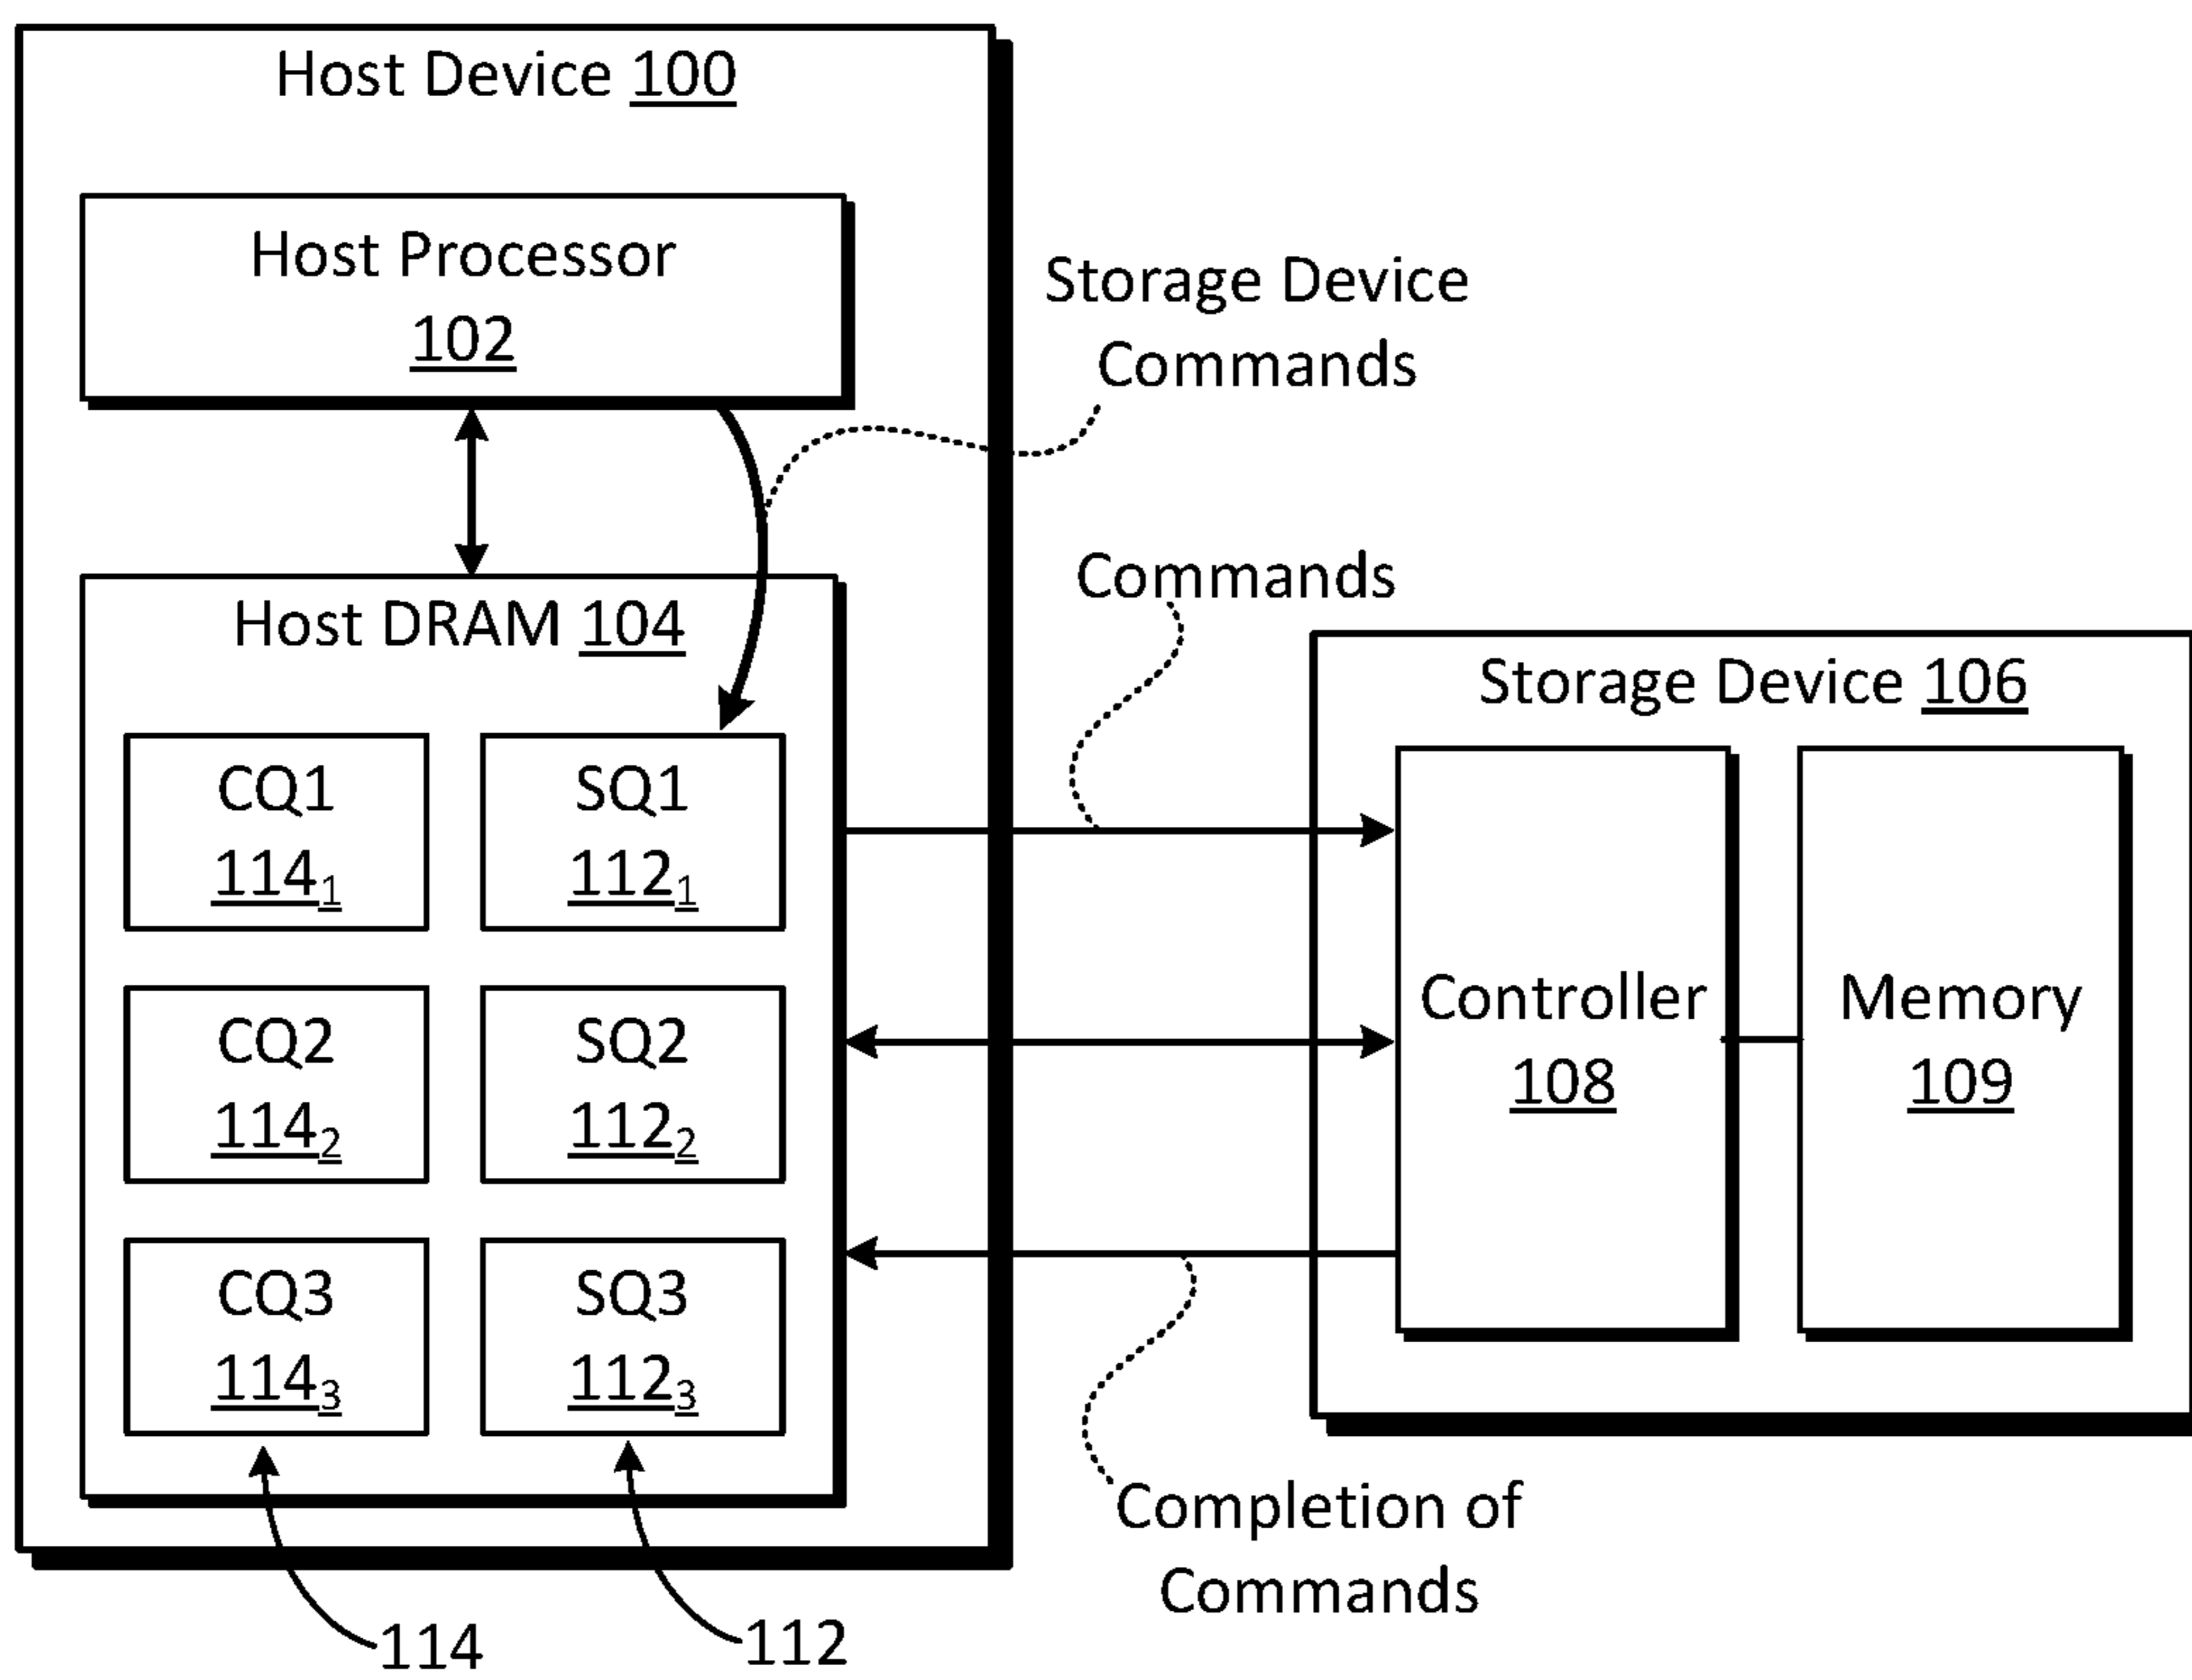 Host Device 100
Host Processor
102
Storage Device
Commands
Commands
Host DRAM 104
Storage Device 106
CQ1
114₁
SQ1
112₁
CQ2
114₂
SQ2
112₂
Controller
108
Memory
109
CQ3
114₃
SQ3
112₃
Completion of
Commands
114
112